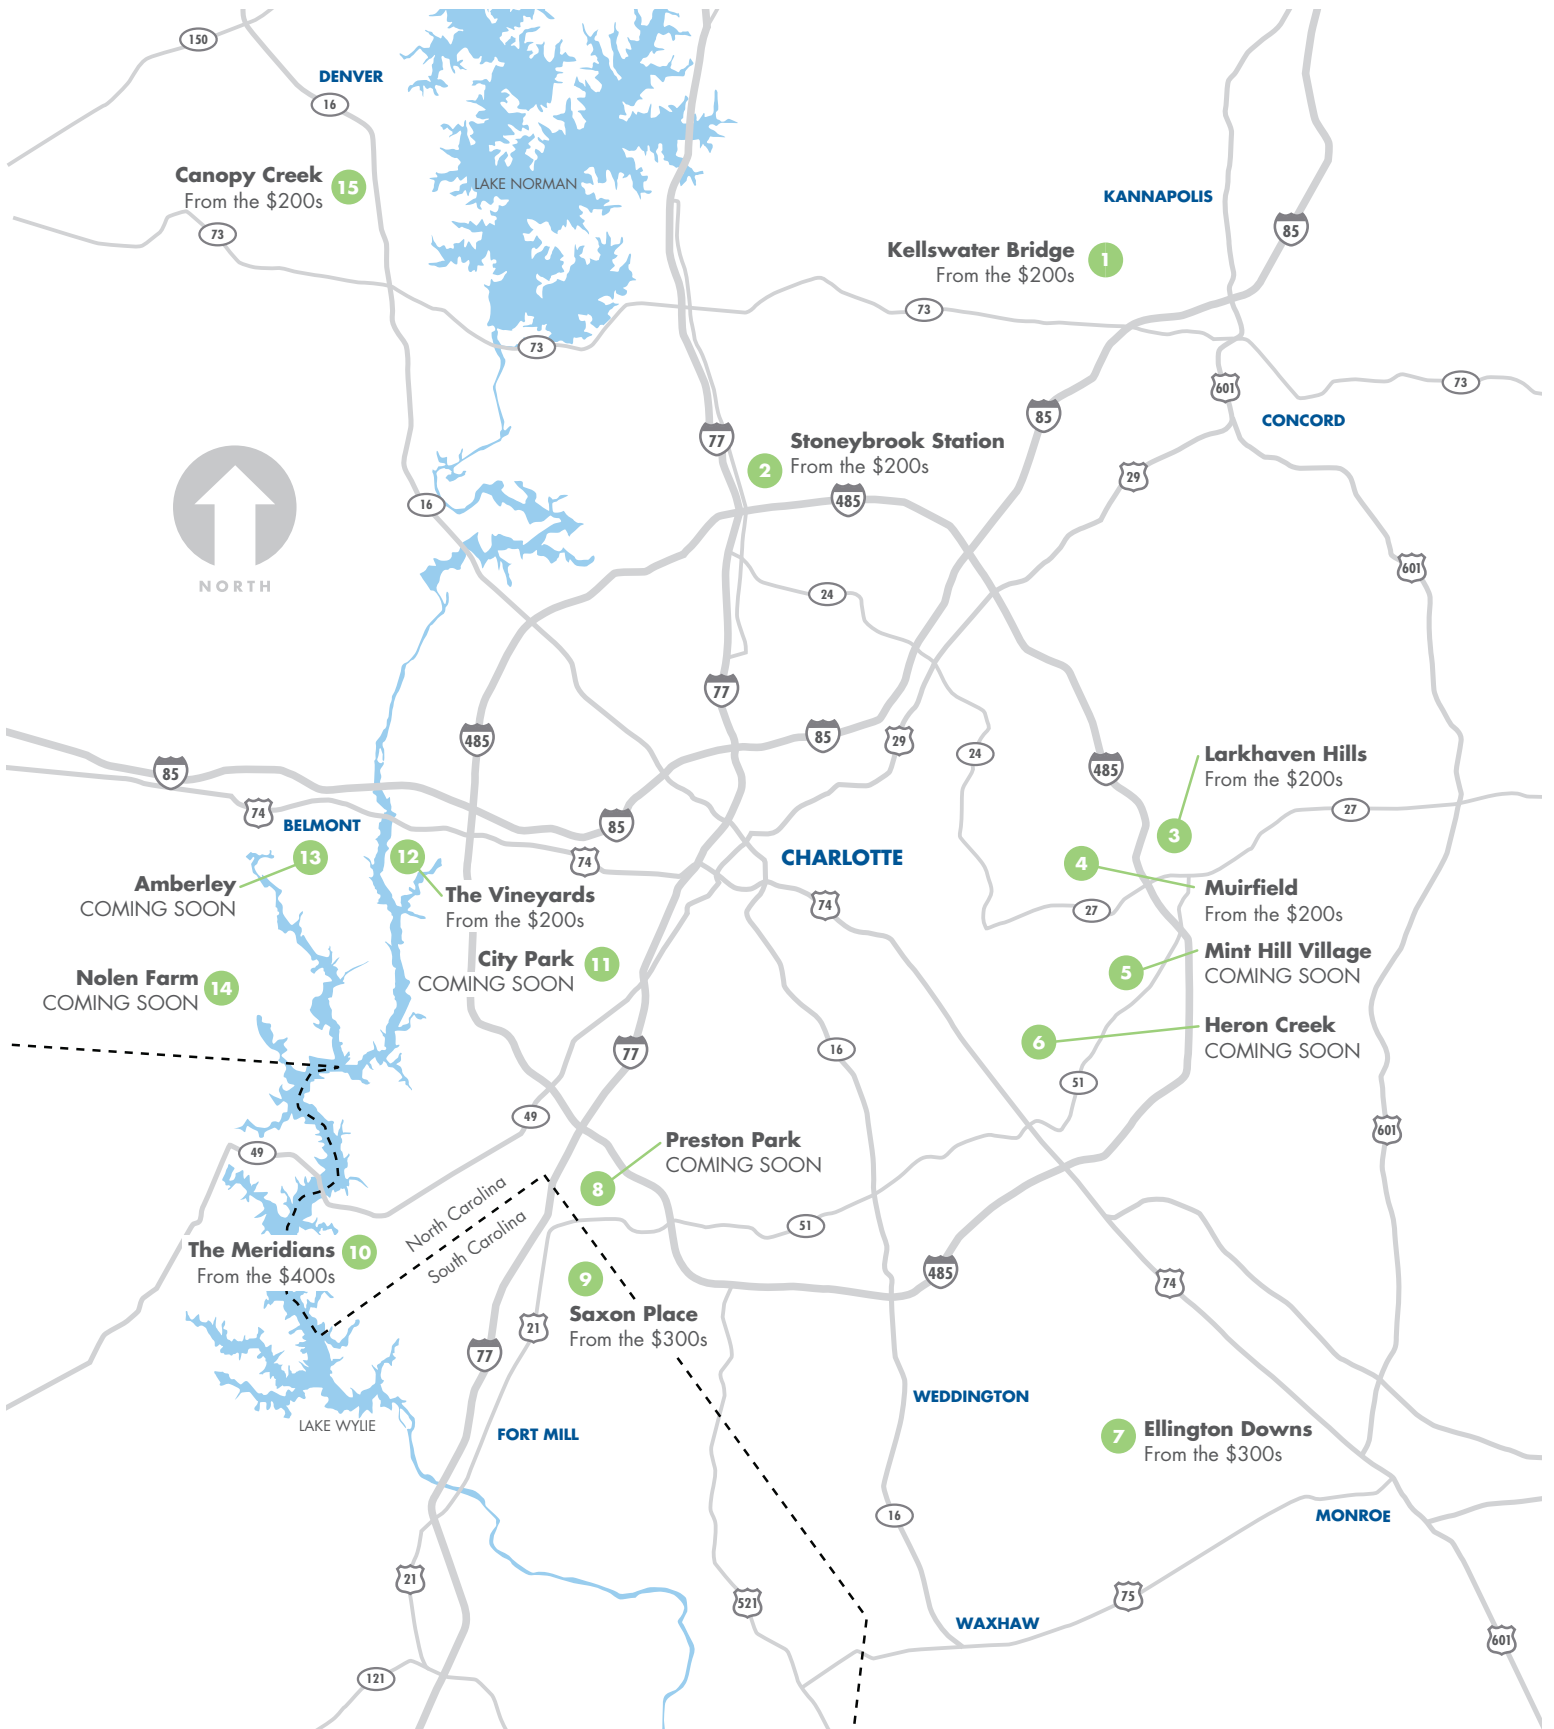 150
DENVER
16
Canopy Creek
From the $200s
15
LAKE NORMAN
73
KANNAPOLIS
85
Kellswater Bridge
From the $200s
1
73
73
601
73
85
CONCORD
77
Stoneybrook Station
From the $200s
2
29
485
16
NORTH
601
24
77
485
85
29
24
485
Larkhaven Hills
From the $200s
85
74
BELMONT
85
27
3
13
12
74
CHARLOTTE
4
Amberley
COMING SOON
The Vineyards
From the $200s
74
27
Muirfield
From the $200s
City Park
COMING SOON
11
5
Mint Hill Village
COMING SOON
Nolen Farm
COMING SOON
14
6
Heron Creek
COMING SOON
77
16
51
49
601
49
Preston Park
COMING SOON
8
North Carolina
South Carolina
51
The Meridians
From the $400s
10
9
485
74
Saxon Place
From the $300s
21
77
WEDDINGTON
LAKE WYLIE
FORT MILL
7
Ellington Downs
From the $300s
16
MONROE
21
521
75
WAXHAW
601
121